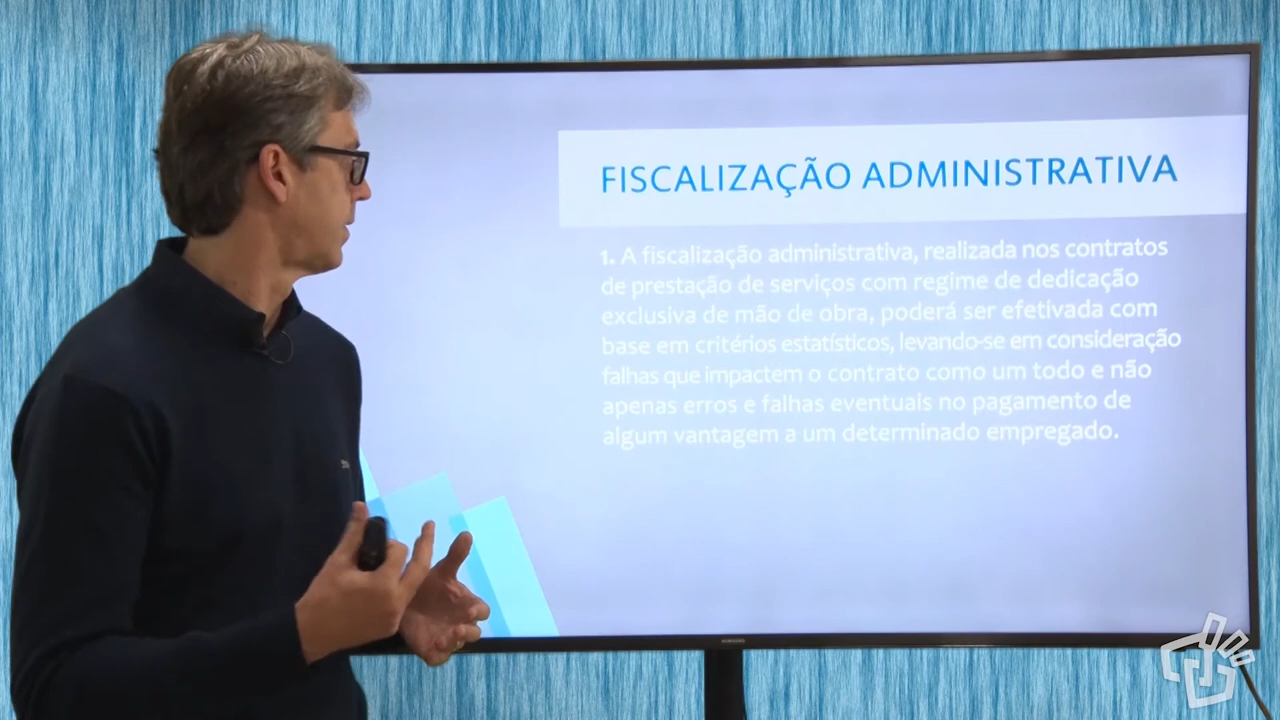 FISCALIZAÇÃO ADMINISTRATIVA
1. A fiscalização administrativa, realizada nos contratos
de prestação de serviços com regime de dedicação
exclusiva de mão de obra, poderá ser efetivada com
base em critérios estatísticos, levando-se em consideração
falhas que impactem o contrato como um todo e não
apenas erros e falhas eventuais no pagamento de
algum vantagem a um determinado empregado.
SAMSUNG